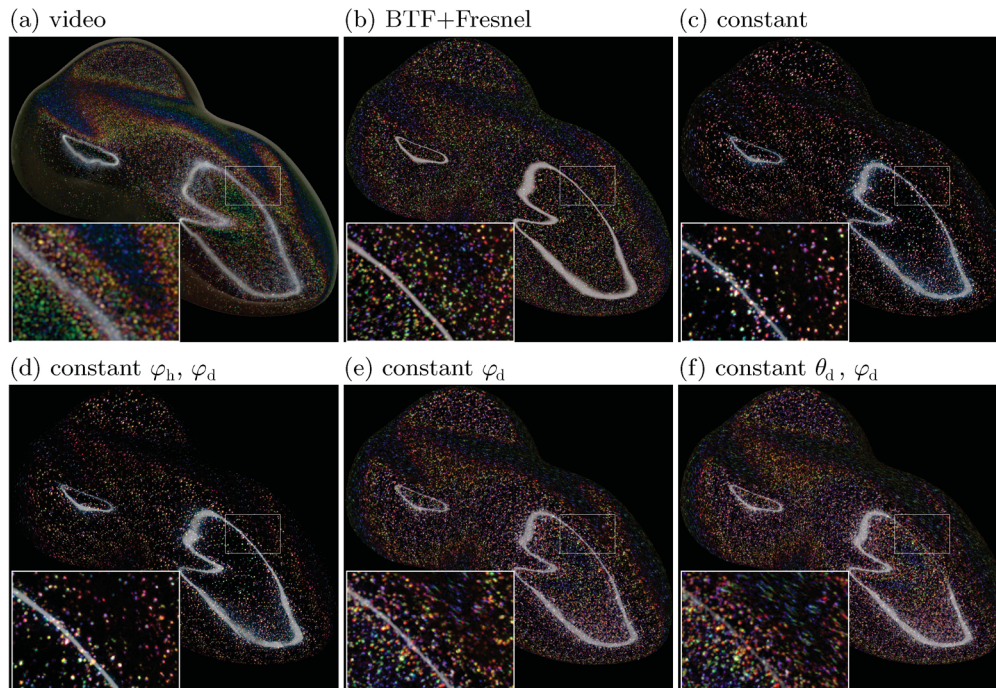 (a) video
(b) BTF+Fresnel
(c) constant
(d) constant φh, φd
(e) constant φd
(f) constant θd, φd